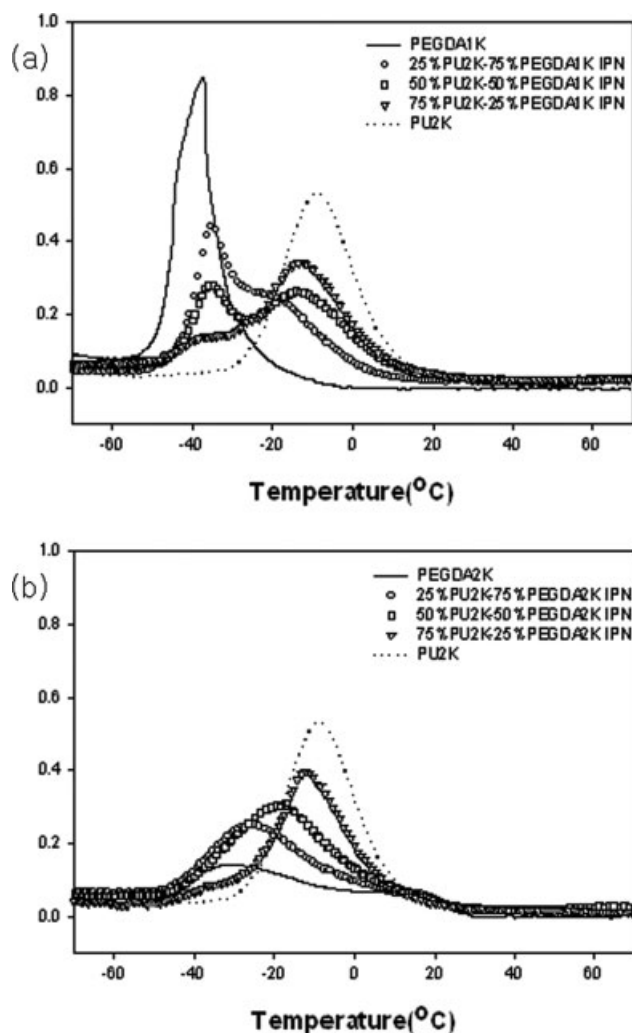 (a)
1.0
0.8
0.6
0.4
0.2
0.0
PEGDA1K
25%PU2K-75%PEGDA1K IPN
50%PU2K-50%PEGDA1K IPN
75%PU2K-25%PEGDA1K IPN
PU2K
-60 -40 -20 0 20 40 60
Temperature(°C)
(b)
1.0
0.8
0.6
0.4
0.2
0.0
PEGDA2K
25%PU2K-75%PEGDA2K IPN
50%PU2K-50%PEGDA2K IPN
75%PU2K-25%PEGDA2K IPN
PU2K
-60 -40 -20 0 20 40 60
Temperature(°C)